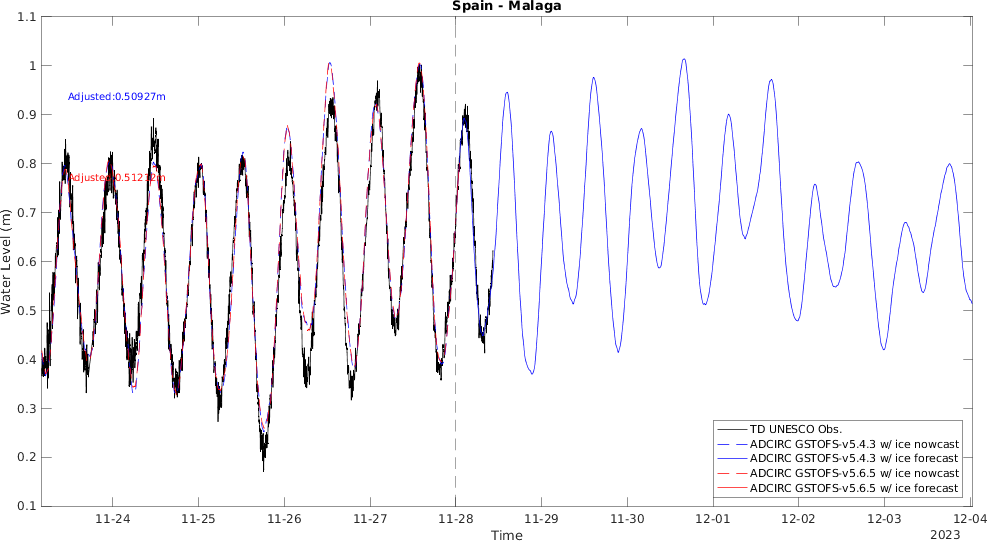 Spain - Malaga
1.1
1
0.9
0.8
0.7
0.6
0.5
0.4
0.3
0.2
0.1
Water Level (m)
Adjusted:0.50927m
Adjusted:0.51212m
TD UNESCO Obs.
ADCIRC GSTOFS-v5.4.3 w/ ice nowcast
ADCIRC GSTOFS-v5.4.3 w/ ice forecast
ADCIRC GSTOFS-v5.6.5 w/ ice nowcast
ADCIRC GSTOFS-v5.6.5 w/ ice forecast
11-24 11-25 11-26 11-27 11-28 11-29 11-30 12-01 12-02 12-03 12-04
Time
2023